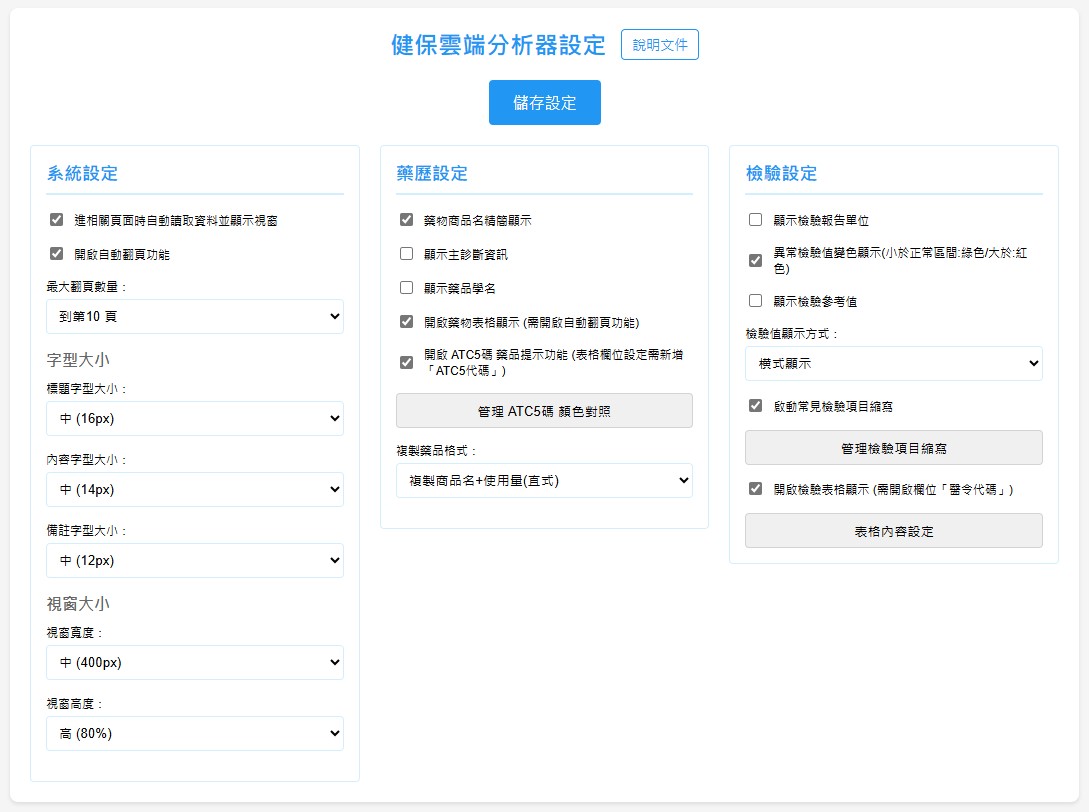 健保雲端分析器設定
說明文件
儲存設定
系統設定
進相關頁面時自動讀取資料並顯示視窗
開啟自動翻頁功能
最大翻頁數量：
到第10 頁
字型大小
標題字型大小：
中 (16px)
內容字型大小：
中 (14px)
備註字型大小：
中 (12px)
視窗大小
視窗寬度：
中 (400px)
視窗高度：
高 (80%)
藥歷設定
藥物商品名精簡顯示
顯示主診斷資訊
顯示藥品學名
開啟藥物表格顯示 (需開啟自動翻頁功能)
開啟 ATC5碼 藥品提示功能 (表格欄位設定需新增
「ATC5代碼」)
管理 ATC5碼 顏色對照
複製藥品格式：
複製商品名+使用量(直式)
檢驗設定
顯示檢驗報告單位
異常檢驗值變色顯示(小於正常區間:綠色/大於:紅
色)
顯示檢驗參考值
檢驗值顯示方式：
橫式顯示
啟動常見檢驗項目縮寫
管理檢驗項目縮寫
開啟檢驗表格顯示 (需開啟欄位「醫令代碼」)
表格內容設定